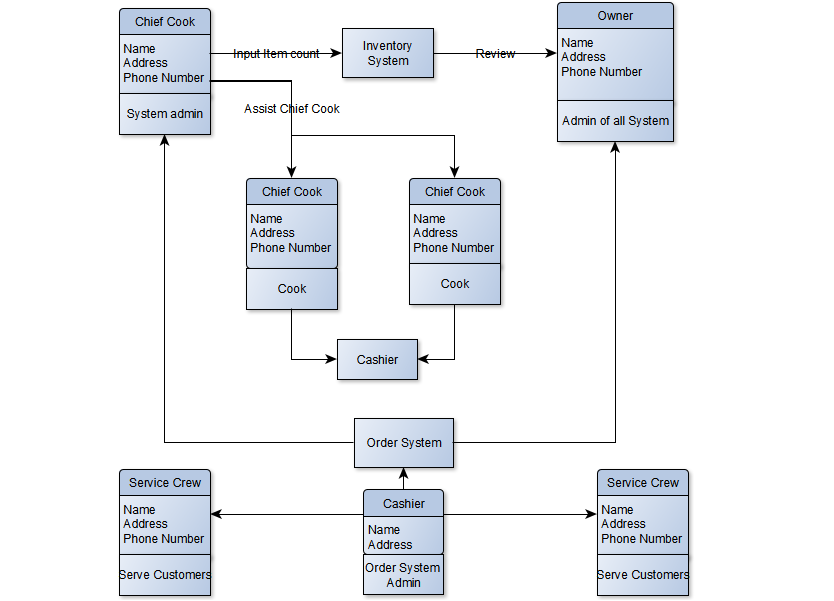 Chief Cook
Name
Address
Phone Number
System admin
Input Item count
Inventory
System
Review
Owner
Name
Address
Phone Number
Admin of all System
Assist Chief Cook
Chief Cook
Name
Address
Phone Number
Cook
Chief Cook
Name
Address
Phone Number
Cook
Cashier
Order System
Service Crew
Name
Address
Phone Number
Serve Customers
Cashier
Name
Address
Order System
Admin
Service Crew
Name
Address
Phone Number
Serve Customers